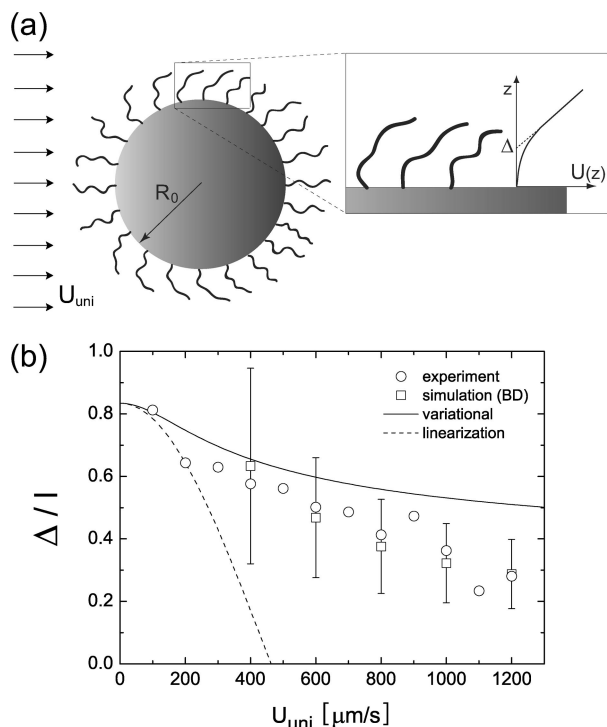 (a)
z
Δ
U(z)
R0
Uuni
(b)
1.0
0.8
0.6
0.4
0.2
0.0
Δ / l
experiment
simulation (BD)
variational
linearization
0 200 400 600 800 1000 1200
Uuni [μm/s]